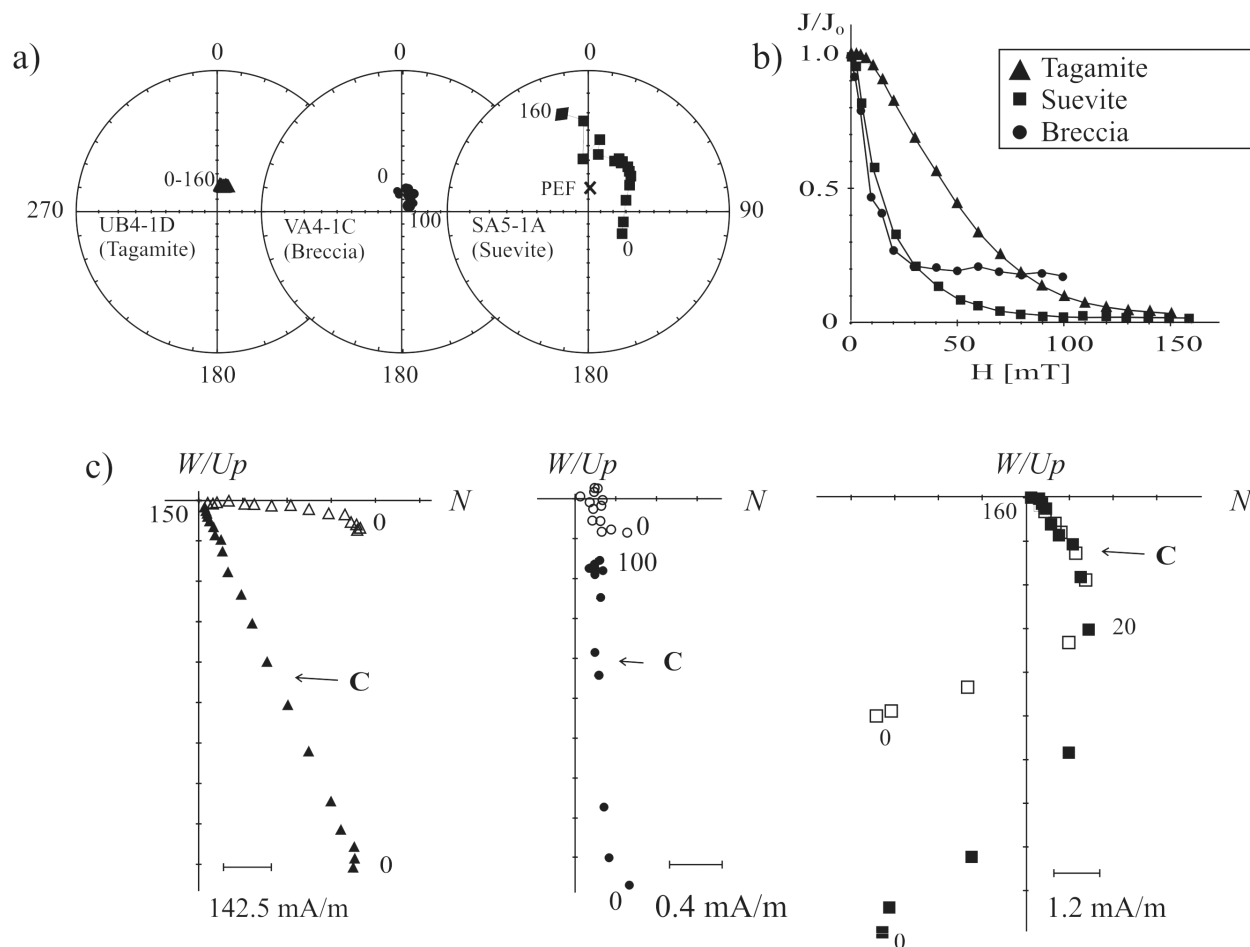 a)
0
0
0
270
90
0-160
UB4-1D
(Tagamite)
180
0
100
VA4-1C
(Breccia)
180
160
PEF
SA5-1A
(Suevite)
0
180
b)
J/J₀
1.0
0.5
0
0
50
100
150
H [mT]
Tagamite
Suevite
Breccia
c)
W/Up
N
150
0
C
0
142.5 mA/m
W/Up
N
0
100
C
0
0.4 mA/m
W/Up
N
160
C
20
0
0
1.2 mA/m